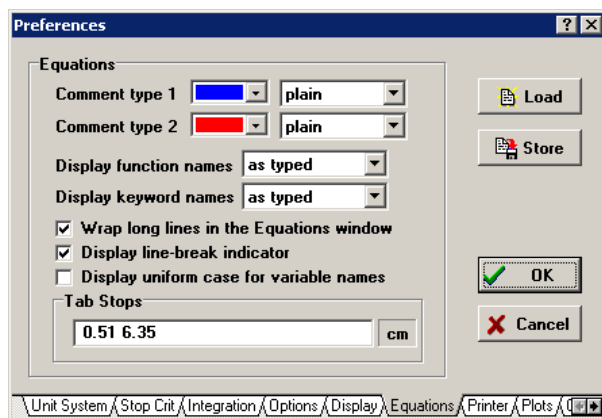 Preferences
Equations
Comment type 1 plain
Comment type 2 plain
Display function names as typed
Display keyword names as typed
Wrap long lines in the Equations window
Display line-break indicator
Display uniform case for variable names
Tab Stops
0.51 6.35 cm
Load
Store
OK
Cancel
Unit System Stop Crit Integration Options Display Equations Printer Plots